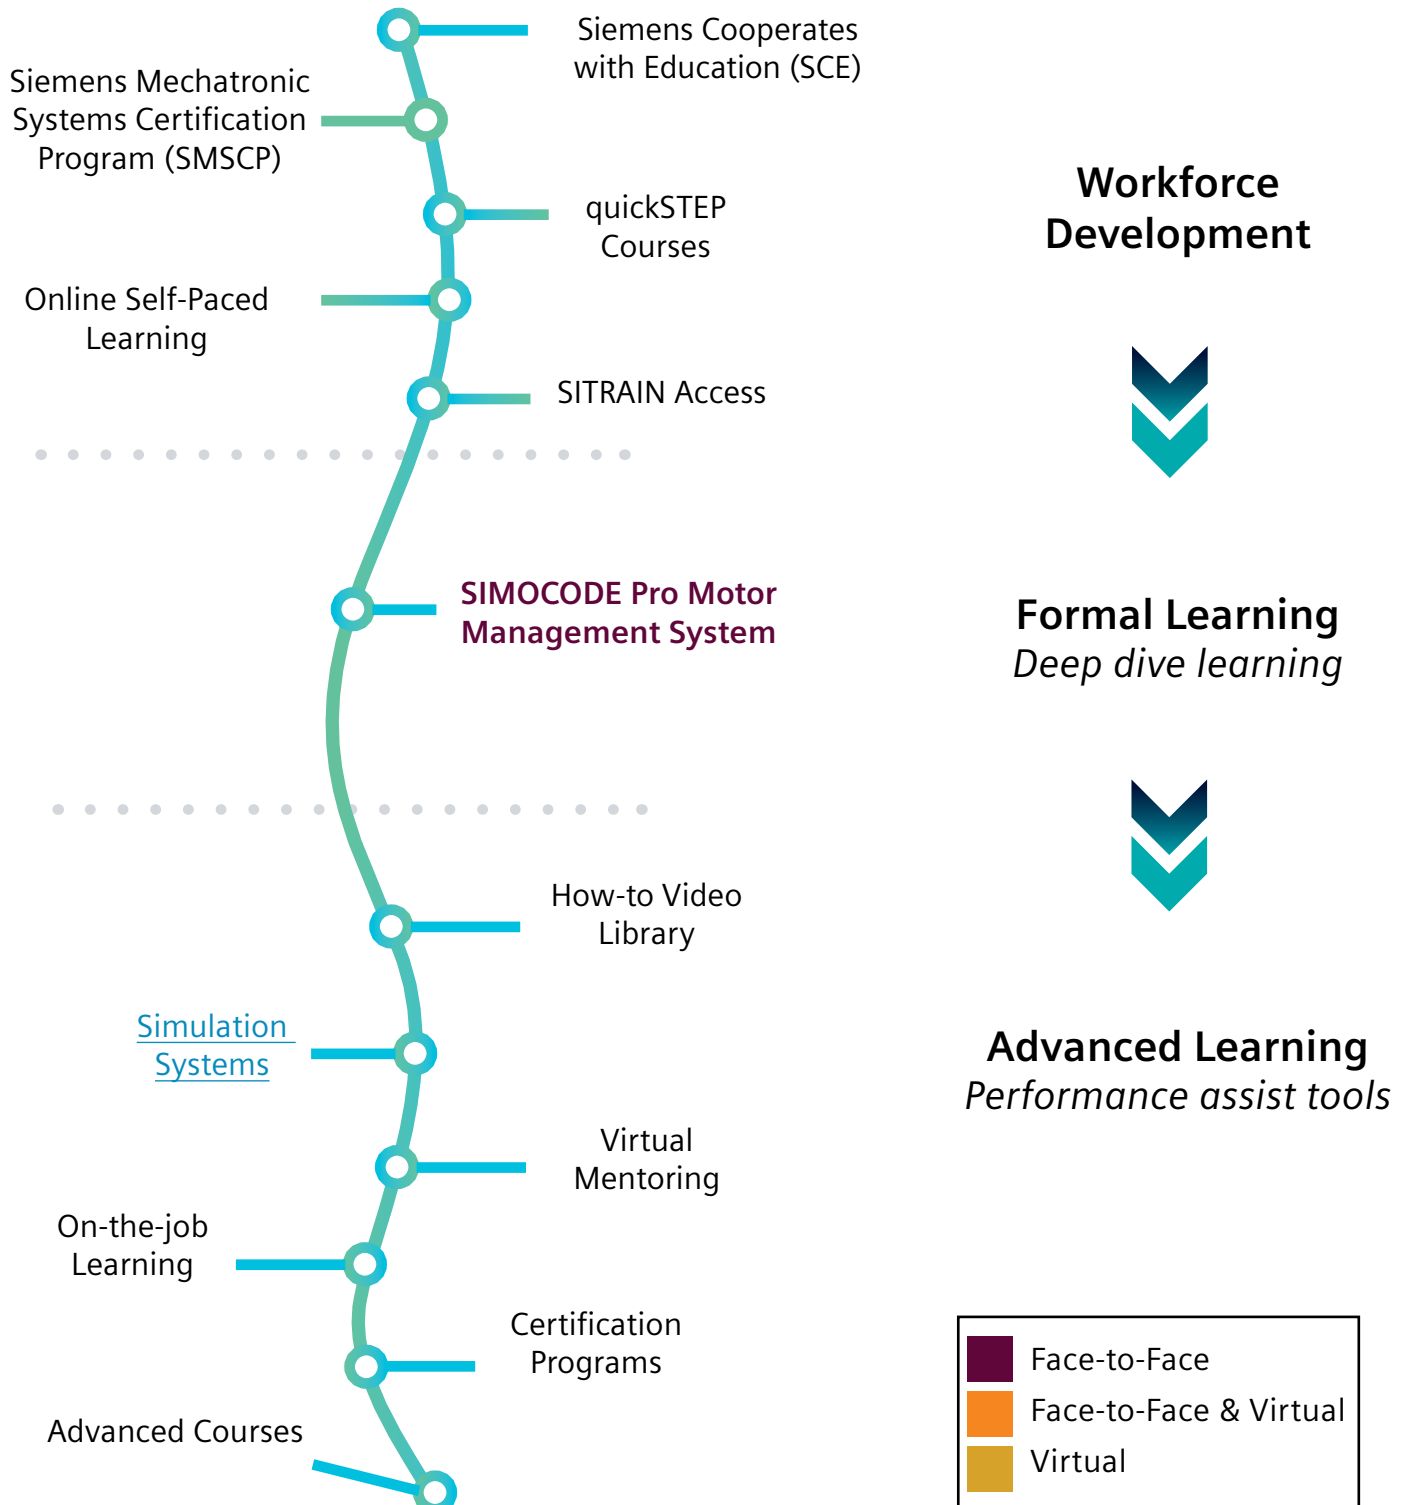 Siemens Cooperates
with Education (SCE)
Siemens Mechatronic
Systems Certification
Program (SMSCP)
quickSTEP
Courses
Online Self-Paced
Learning
SITRAIN Access
Workforce
Development
SIMOCODE Pro Motor
Management System
Formal Learning
Deep dive learning
How-to Video
Library
Simulation
Systems
Virtual
Mentoring
On-the-job
Learning
Certification
Programs
Advanced Courses
Advanced Learning
Performance assist tools
Face-to-Face
Face-to-Face & Virtual
Virtual